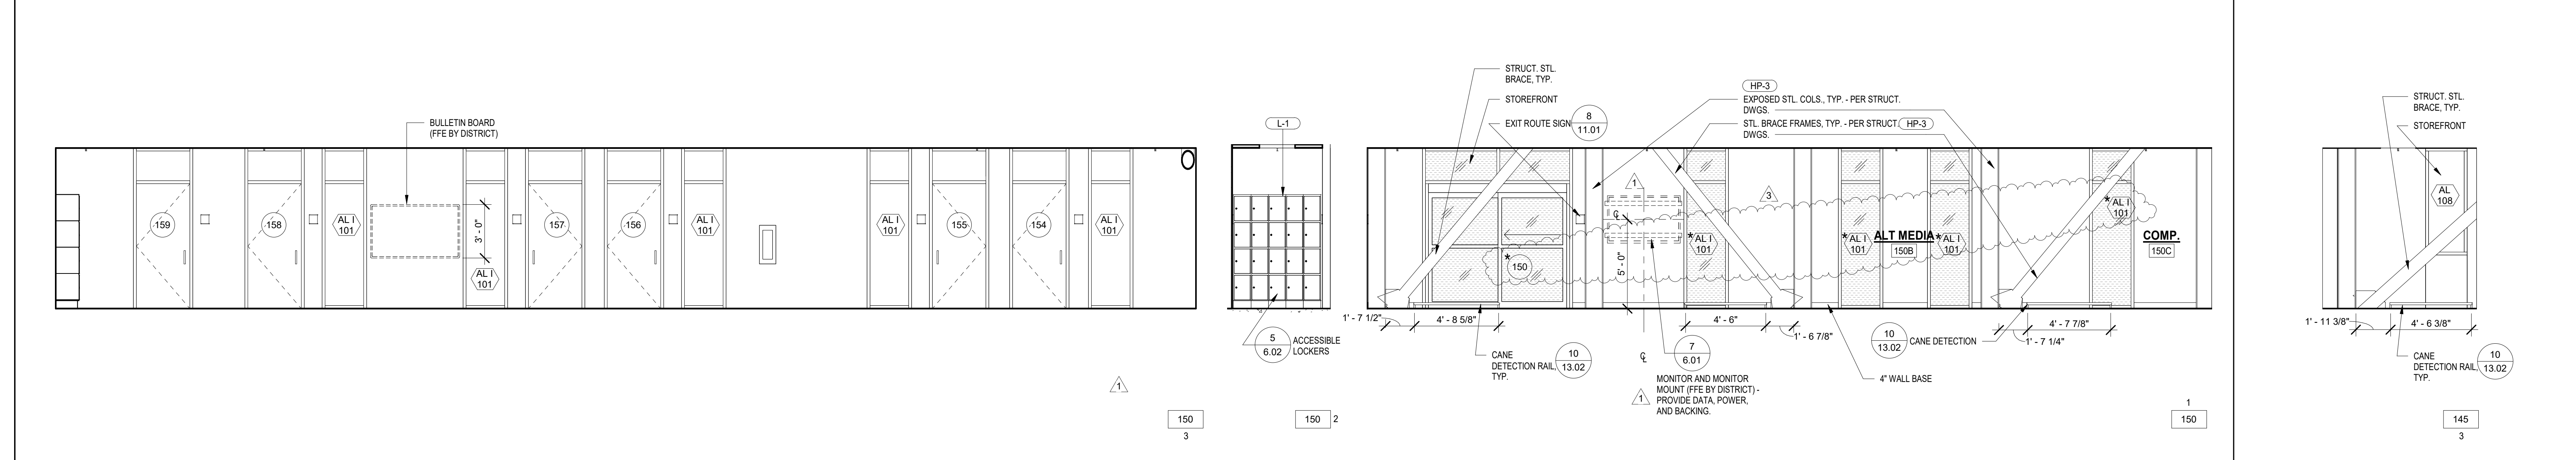 BULLETIN BOARD
(FFE BY DISTRICT)
159
158
AL I
101
3' - 0"
AL I
101
157
156
AL I
101
AL I
101
155
154
AL I
101
1
150
3
L-1
5
6.02
ACCESSIBLE
LOCKERS
150
2
STRUCT. STL.
BRACE, TYP.
STOREFRONT
EXIT ROUTE SIGN
8
11.01
HP-3
EXPOSED STL. COLS., TYP. - PER STRUCT.
DWGS.
STL. BRACE FRAMES, TYP. - PER STRUCT.
HP-3
DWGS.
1
3
℄
5' - 0"
*
150
*
AL I
101
*
AL I
101
ALT MEDIA
150B
*
AL I
101
*
AL I
101
COMP.
150C
1' - 7 1/2"
4' - 8 5/8"
4' - 6"
1' - 6 7/8"
4' - 7 7/8"
1' - 7 1/4"
CANE
DETECTION RAIL,
TYP.
10
13.02
℄
7
6.01
1
MONITOR AND MONITOR
MOUNT (FFE BY DISTRICT) -
PROVIDE DATA, POWER,
AND BACKING.
10
13.02
CANE DETECTION
4" WALL BASE
1
150
STRUCT. STL.
BRACE, TYP.
STOREFRONT
AL
108
1' - 11 3/8"
4' - 6 3/8"
CANE
DETECTION RAIL,
TYP.
10
13.02
145
3